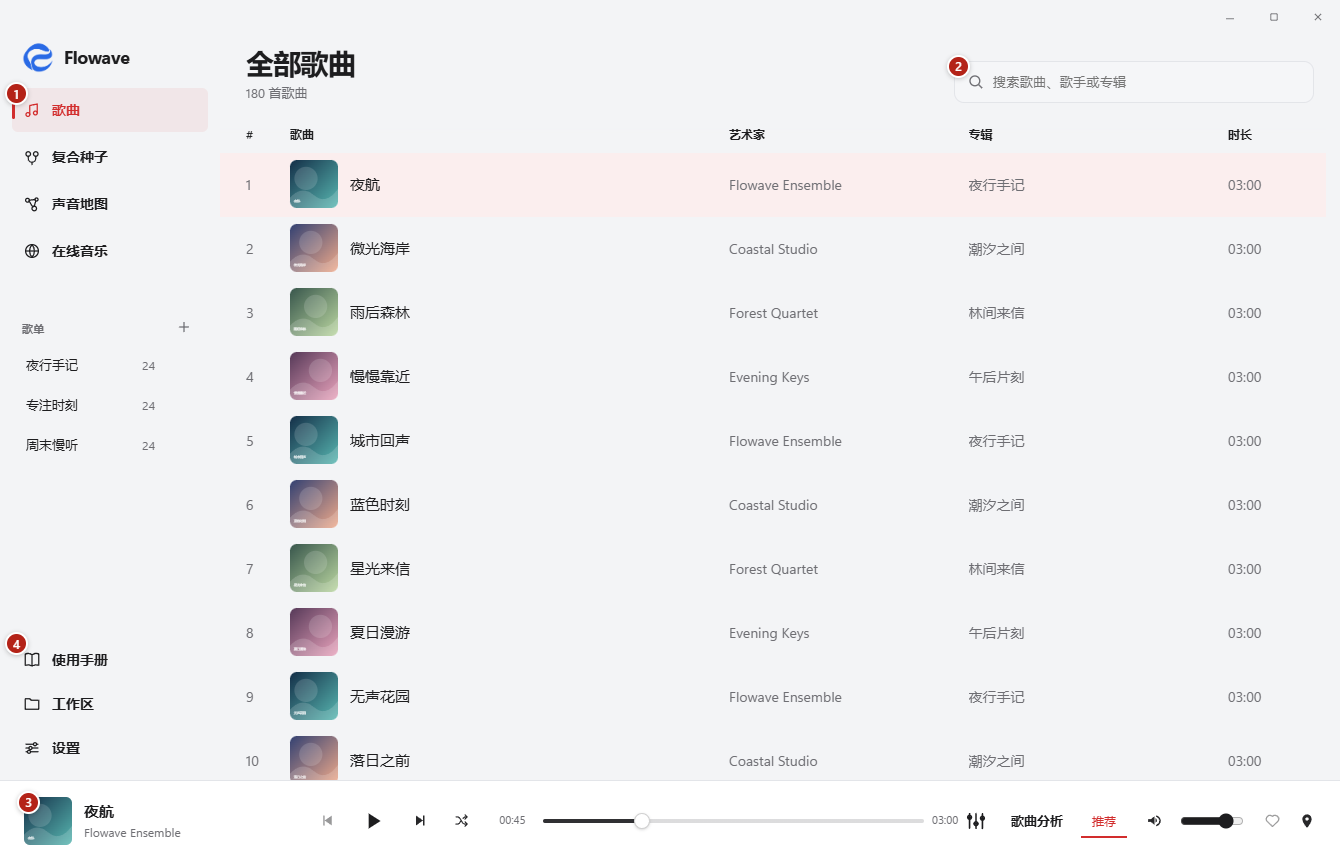 Flowave
1
歌曲
复合种子
声音地图
在线音乐
歌单
夜行手记 24
专注时刻 24
周末慢听 24
4
使用手册
工作区
设置
全部歌曲
180 首歌曲
2
搜索歌曲、歌手或专辑
# 歌曲 艺术家 专辑 时长
1 夜航 Flowave Ensemble 夜行手记 03:00
2 微光海岸 Coastal Studio 潮汐之间 03:00
3 雨后森林 Forest Quartet 林间来信 03:00
4 慢慢靠近 Evening Keys 午后片刻 03:00
5 城市回声 Flowave Ensemble 夜行手记 03:00
6 蓝色时刻 Coastal Studio 潮汐之间 03:00
7 星光来信 Forest Quartet 林间来信 03:00
8 夏日漫游 Evening Keys 午后片刻 03:00
9 无声花园 Flowave Ensemble 夜行手记 03:00
10 落日之前 Coastal Studio 潮汐之间 03:00
3
夜航
Flowave Ensemble
00:45 03:00 歌曲分析 推荐